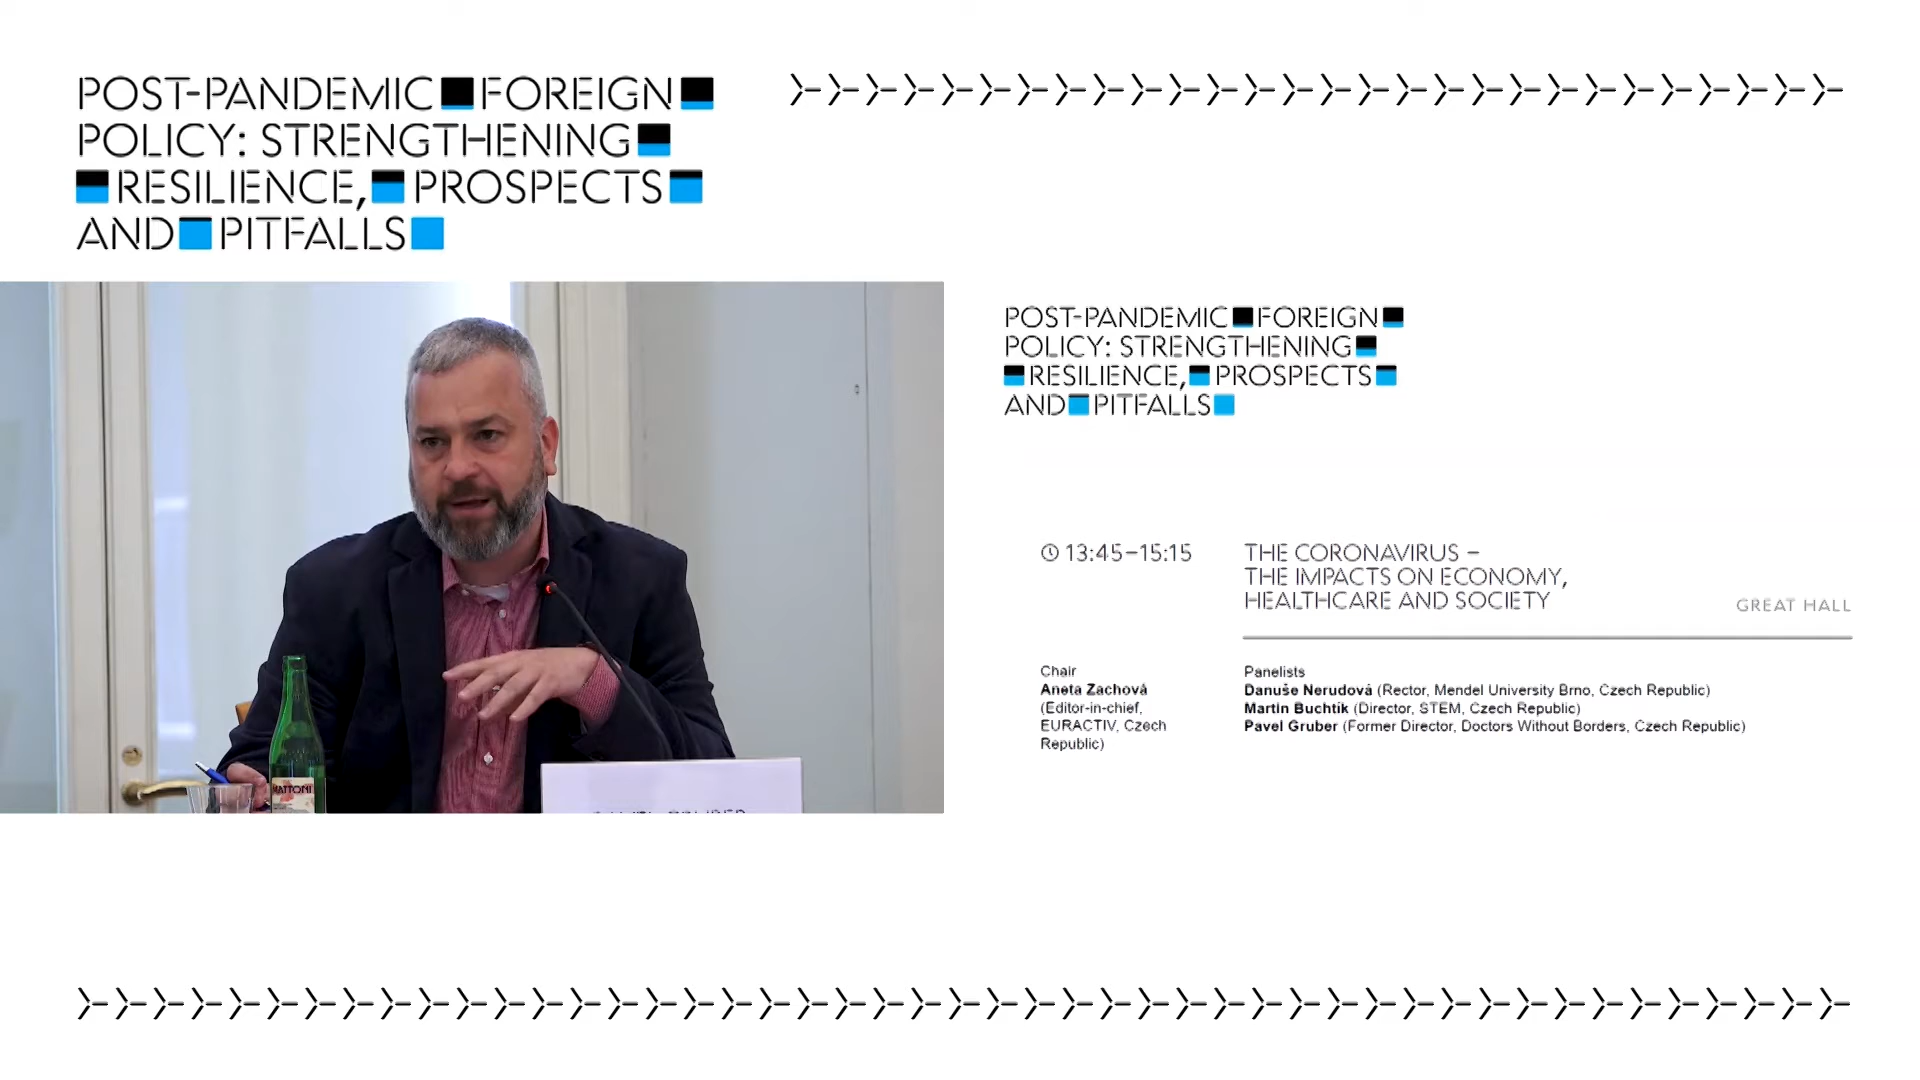 POST-PANDEMIC FOREIGN
POLICY: STRENGTHENING
RESILIENCE, PROSPECTS
AND PITFALLS
POST-PANDEMIC FOREIGN
POLICY: STRENGTHENING
RESILIENCE, PROSPECTS
AND PITFALLS
13:45–15:15
THE CORONAVIRUS –
THE IMPACTS ON ECONOMY,
HEALTHCARE AND SOCIETY
GREAT HALL
Chair
Aneta Zachová
(Editor-in-chief,
EURACTIV, Czech
Republic)
Panelists
Danuše Nerudová (Rector, Mendel University Brno, Czech Republic)
Martin Buchtík (Director, STEM, Czech Republic)
Pavel Gruber (Former Director, Doctors Without Borders, Czech Republic)
MATTONI